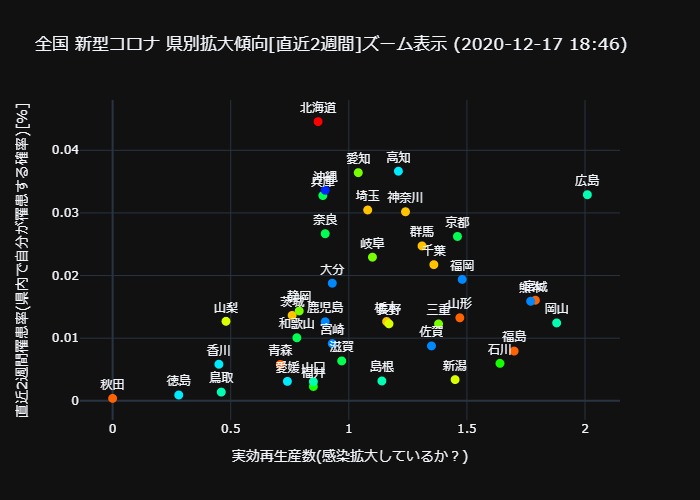 全国 新型コロナ 県別拡大傾向[直近2週間]ズーム表示 (2020-12-17 18:46)
直近2週間罹患率(県内で自分が罹患する確率) [%]
0.04
0.03
0.02
0.01
0
北海道
愛知
高知
沖縄
兵庫
広島
埼玉
神奈川
奈良
京都
群馬
千葉
岐阜
福岡
大分
宮城
静岡
茨城
山梨
鹿児島
長野
三重
山形
岡山
和歌山
宮崎
佐賀
福島
滋賀
香川
青森
石川
愛媛
山口
福井
島根
新潟
徳島
鳥取
秋田
0
0.5
1
1.5
2
実効再生産数(感染拡大しているか？)